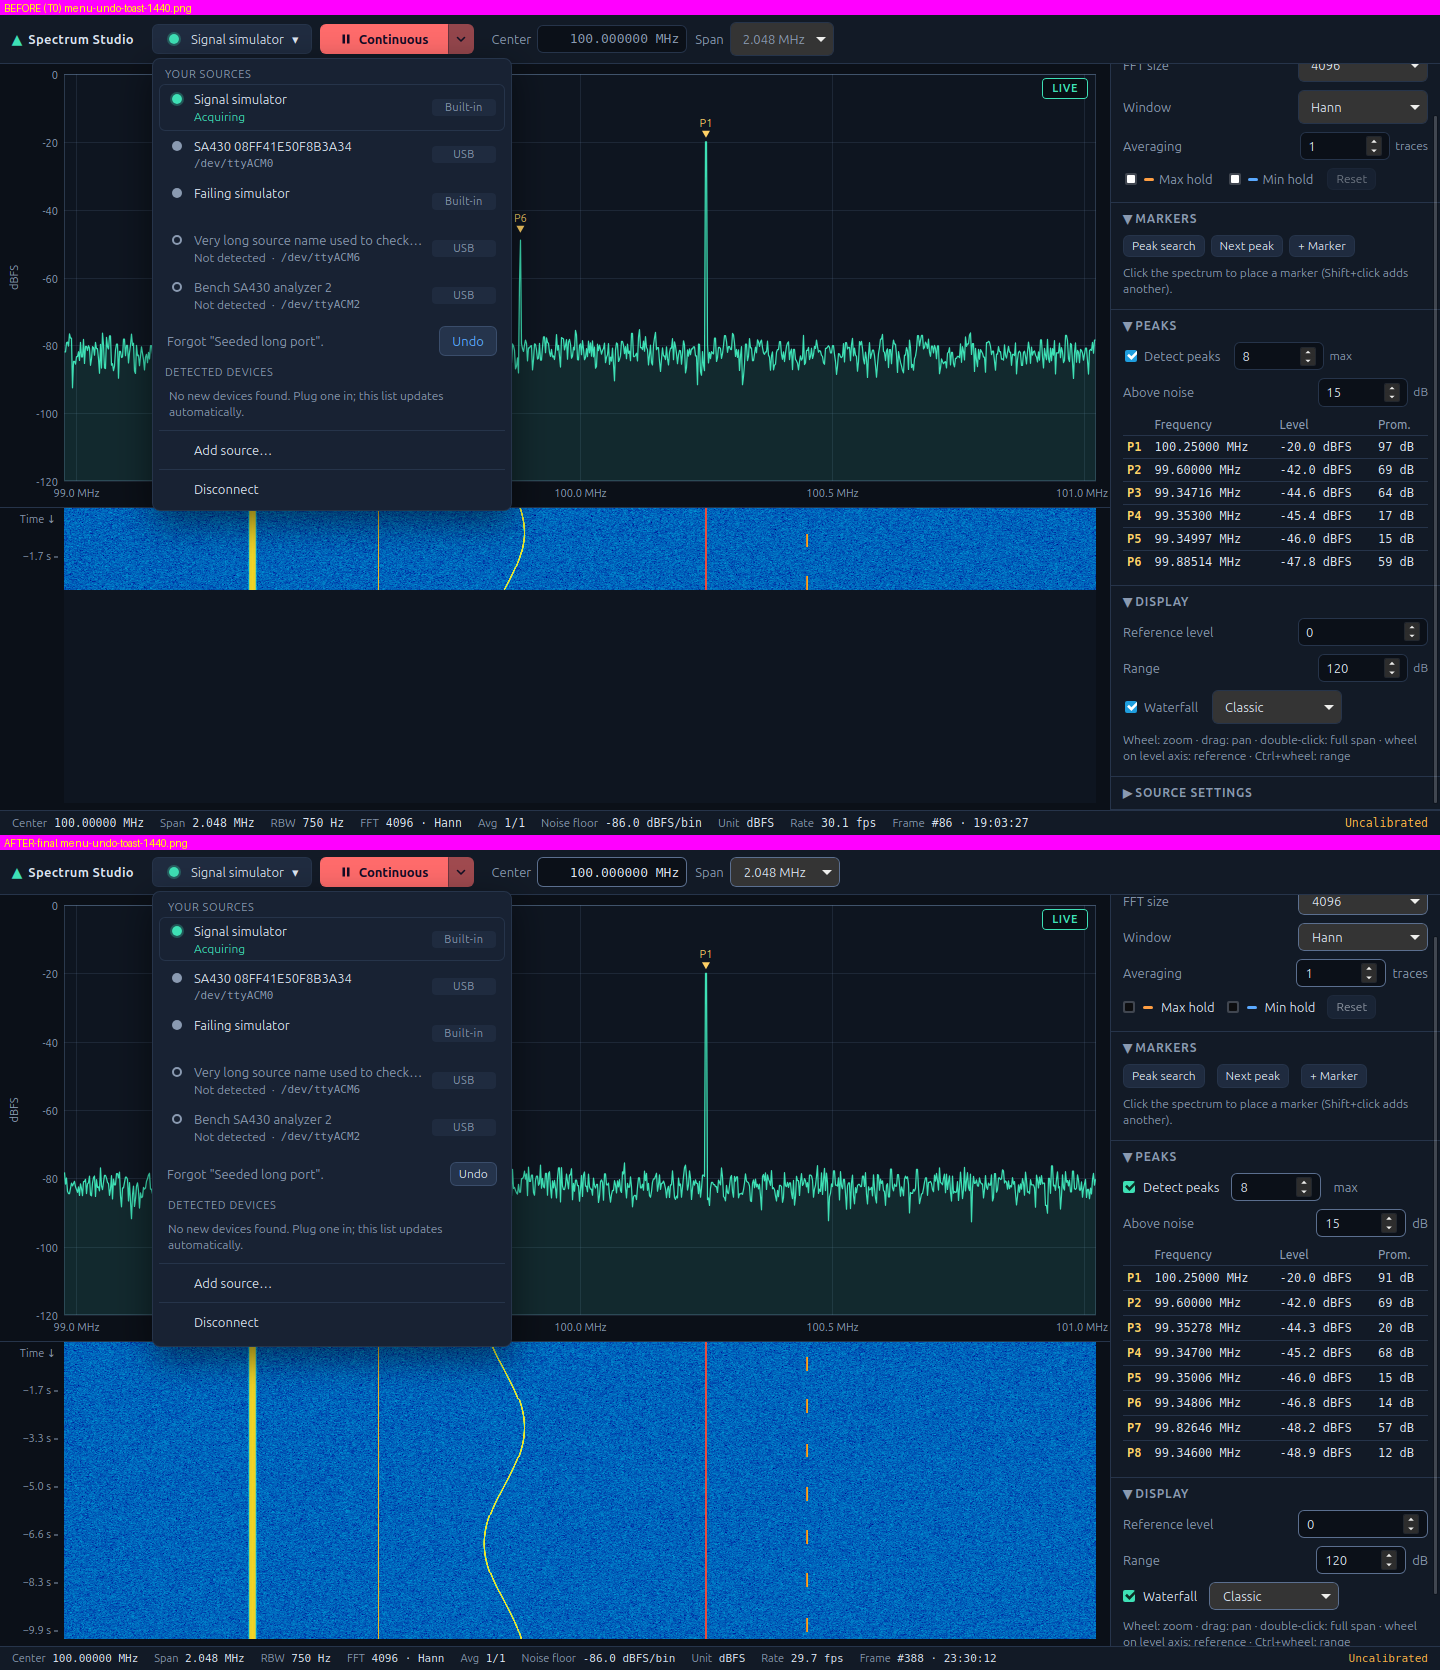 BEFORE (T0) menu-undo-toast-1440.png
▲ Spectrum Studio Signal simulator ▾ Continuous Center 100.000000 MHz Span 2.048 MHz
YOUR SOURCES
Signal simulator
Acquiring
Built-in
SA430 08FF41E50F8B3A34
/dev/ttyACM0
USB
Failing simulator
Built-in
Very long source name used to check…
Not detected · /dev/ttyACM6
USB
Bench SA430 analyzer 2
Not detected · /dev/ttyACM2
USB
Forgot "Seeded long port".
Undo
DETECTED DEVICES
No new devices found. Plug one in; this list updates
automatically.
Add source…
Disconnect
LIVE
P1
P6
dBFS
0
-20
-40
-60
-80
-100
-120
99.0 MHz 100.0 MHz 100.5 MHz 101.0 MHz
Time ↓
−1.7 s
FFT size 4096
Window Hann
Averaging 1 traces
Max hold Min hold Reset
▼ MARKERS
Peak search Next peak + Marker
Click the spectrum to place a marker (Shift+click adds
another).
▼ PEAKS
Detect peaks 8 max
Above noise 15 dB
Frequency Level Prom.
P1 100.25000 MHz -20.0 dBFS 97 dB
P2 99.60000 MHz -42.0 dBFS 69 dB
P3 99.34716 MHz -44.6 dBFS 64 dB
P4 99.35300 MHz -45.4 dBFS 17 dB
P5 99.34997 MHz -46.0 dBFS 15 dB
P6 99.88514 MHz -47.8 dBFS 59 dB
▼ DISPLAY
Reference level 0
Range 120 dB
Waterfall Classic
Wheel: zoom · drag: pan · double-click: full span · wheel
on level axis: reference · Ctrl+wheel: range
▶ SOURCE SETTINGS
Center 100.00000 MHz Span 2.048 MHz RBW 750 Hz FFT 4096 · Hann Avg 1/1 Noise floor -86.0 dBFS/bin Unit dBFS Rate 30.1 fps Frame #86 · 19:03:27 Uncalibrated
AFTER-final menu-undo-toast-1440.png
▲ Spectrum Studio Signal simulator ▾ Continuous Center 100.000000 MHz Span 2.048 MHz
YOUR SOURCES
Signal simulator
Acquiring
Built-in
SA430 08FF41E50F8B3A34
/dev/ttyACM0
USB
Failing simulator
Built-in
Very long source name used to check…
Not detected · /dev/ttyACM6
USB
Bench SA430 analyzer 2
Not detected · /dev/ttyACM2
USB
Forgot "Seeded long port".
Undo
DETECTED DEVICES
No new devices found. Plug one in; this list updates
automatically.
Add source…
Disconnect
LIVE
P1
dBFS
0
-20
-40
-60
-80
-100
-120
99.0 MHz 100.0 MHz 100.5 MHz 101.0 MHz
Time ↓
−1.7 s
−3.3 s
−5.0 s
−6.6 s
−8.3 s
−9.9 s
FFT size 4096
Window Hann
Averaging 1 traces
Max hold Min hold Reset
▼ MARKERS
Peak search Next peak + Marker
Click the spectrum to place a marker (Shift+click adds
another).
▼ PEAKS
Detect peaks 8 max
Above noise 15 dB
Frequency Level Prom.
P1 100.25000 MHz -20.0 dBFS 91 dB
P2 99.60000 MHz -42.0 dBFS 69 dB
P3 99.35278 MHz -44.3 dBFS 20 dB
P4 99.34700 MHz -45.2 dBFS 68 dB
P5 99.35006 MHz -46.0 dBFS 15 dB
P6 99.34806 MHz -46.8 dBFS 14 dB
P7 99.82646 MHz -48.2 dBFS 57 dB
P8 99.34600 MHz -48.9 dBFS 12 dB
▼ DISPLAY
Reference level 0
Range 120 dB
Waterfall Classic
Wheel: zoom · drag: pan · double-click: full span · wheel
on level axis: reference · Ctrl+wheel: range
Center 100.00000 MHz Span 2.048 MHz RBW 750 Hz FFT 4096 · Hann Avg 1/1 Noise floor -86.0 dBFS/bin Unit dBFS Rate 29.7 fps Frame #388 · 23:30:12 Uncalibrated